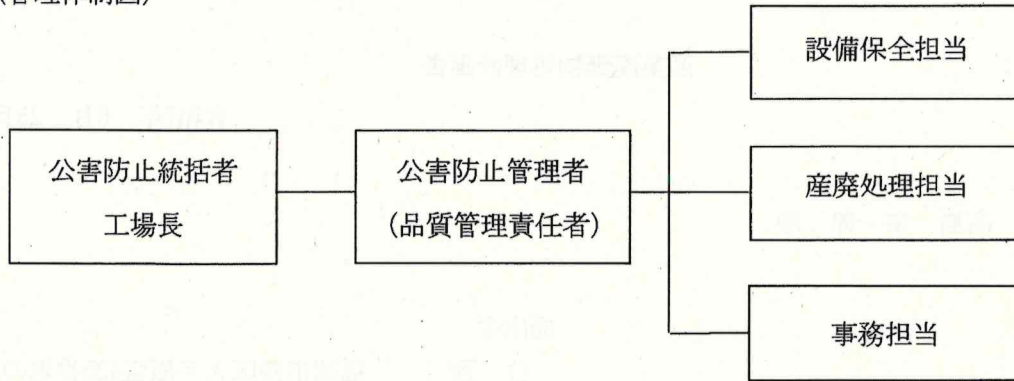 (管理体制図)
公害防止統括者
工場長
公害防止管理者
(品質管理責任者)
設備保全担当
産廃処理担当
事務担当